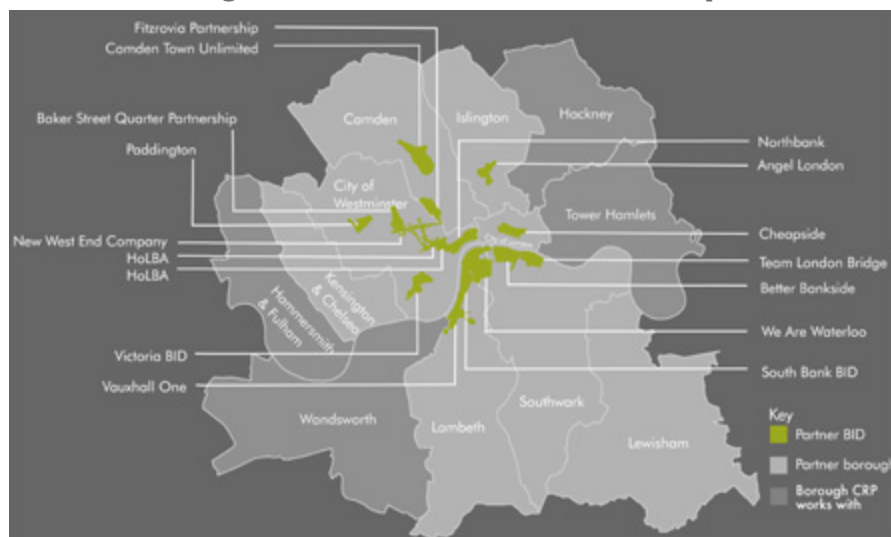 Fitzrovia Partnership
Camden Town Unlimited
Baker Street Quarter Partnership
Paddington
New West End Company
HoLBA
HoLBA
Victoria BID
Vauxhall One
Camden
Islington
Hackney
City of
Westminster
Tower Hamlets
City of London
Kensington
& Chelsea
Hammersmith
& Fulham
Wandsworth
Lambeth
Southwark
Lewisham
Northbank
Angel London
Cheapside
Team London Bridge
Better Bankside
We Are Waterloo
South Bank BID
Key
Partner BID
Partner borough
Borough CRP
works with